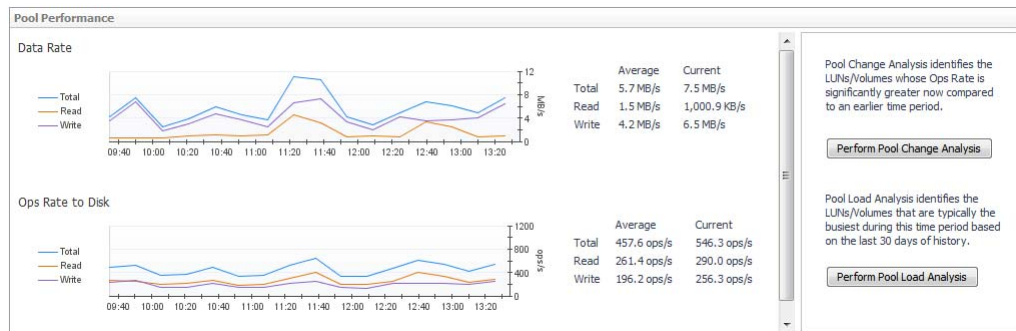 Pool Performance
Data Rate
Total
Read
Write
12
8
4
0
MB/s
09:40 10:00 10:20 10:40 11:00 11:20 11:40 12:00 12:20 12:40 13:00 13:20
Average Current
Total 5.7 MB/s 7.5 MB/s
Read 1.5 MB/s 1,000.9 KB/s
Write 4.2 MB/s 6.5 MB/s
Ops Rate to Disk
Total
Read
Write
1200
800
400
0
ops/s
09:40 10:00 10:20 10:40 11:00 11:20 11:40 12:00 12:20 12:40 13:00 13:20
Average Current
Total 457.6 ops/s 546.3 ops/s
Read 261.4 ops/s 290.0 ops/s
Write 196.2 ops/s 256.3 ops/s
Pool Change Analysis identifies the
LUNs/Volumes whose Ops Rate is
significantly greater now compared
to an earlier time period.
Perform Pool Change Analysis
Pool Load Analysis identifies the
LUNs/Volumes that are typically the
busiest during this time period based
on the last 30 days of history.
Perform Pool Load Analysis